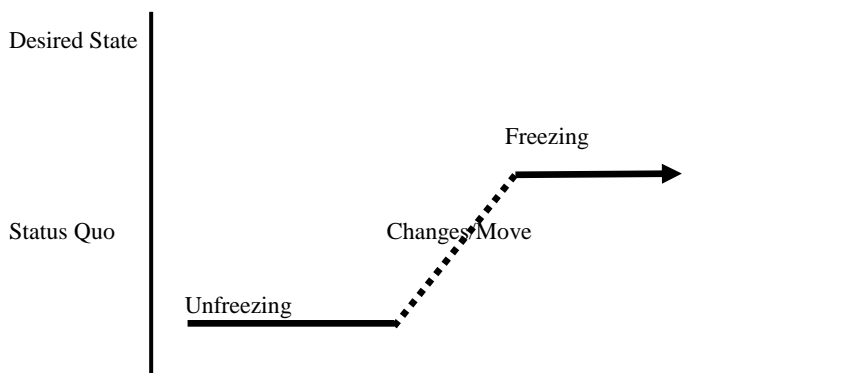 Desired State
Freezing
Status Quo
Changes/Move
Unfreezing